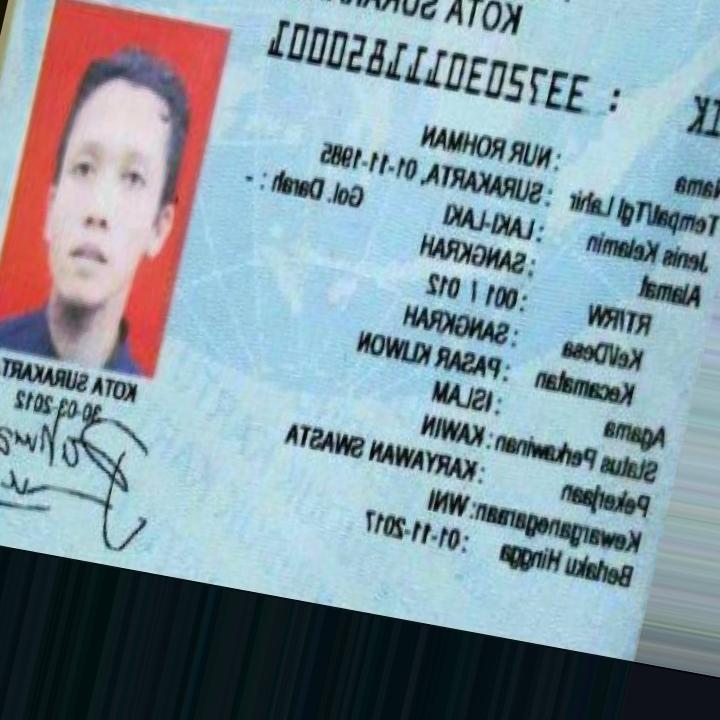 KOTA SURAKARTA
NIK : 3372030111850001
Nama : NUR ROHMAN
Tempat/Tgl Lahir : SURAKARTA, 01-11-1985
Jenis Kelamin : LAKI-LAKI Gol. Darah : -
Alamat : SANGKRAH
RT/RW : 001 / 012
Kel/Desa : SANGKRAH
Kecamatan : PASAR KLIWON
Agama : ISLAM
Status Perkawinan : KAWIN
Pekerjaan : KARYAWAN SWASTA
Kewarganegaraan : WNI
Berlaku Hingga : 01-11-2017
KOTA SURAKARTA
30-03-2012